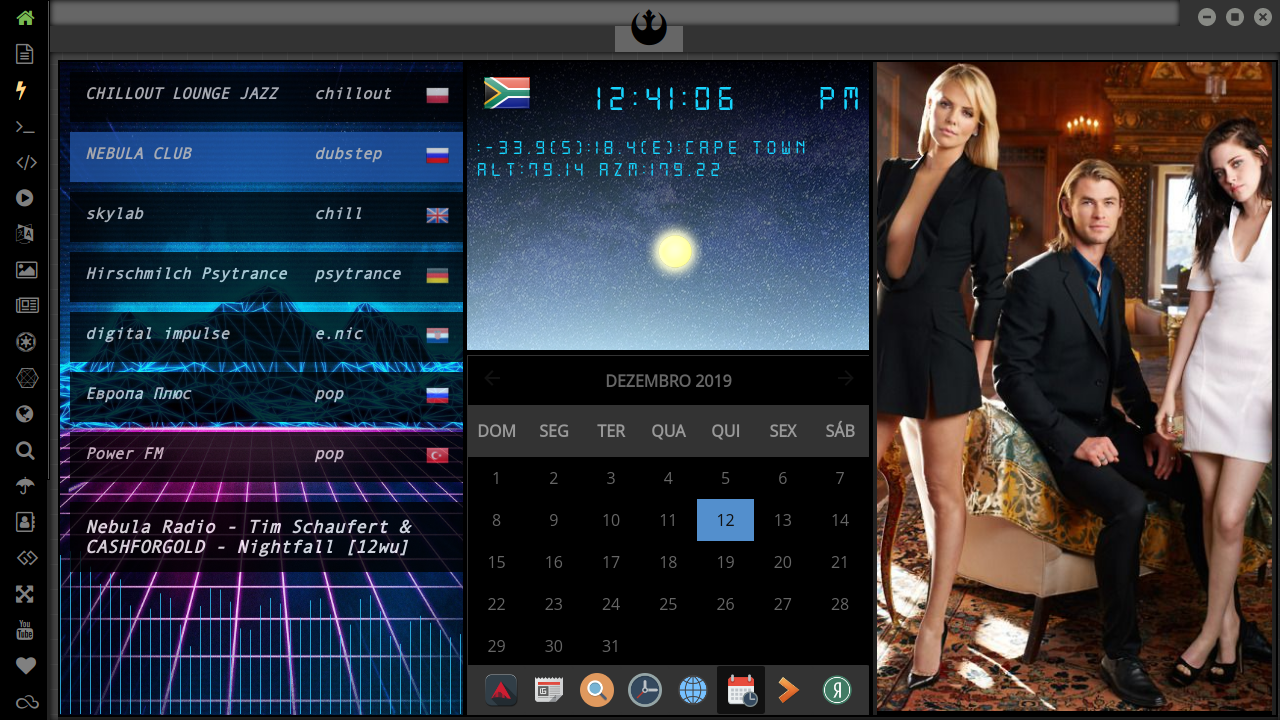 CHILLOUT LOUNGE JAZZ chillout
NEBULA CLUB dubstep
skylab chill
Hirschmilch Psytrance psytrance
digital impulse e.nic
Европа Плюс pop
Power FM pop
Nebula Radio - Tim Schaufert &
CASHFORGOLD - Nightfall [12wu]
12:41:06 PM
:-33.9(S):18.4(E):CAPE TOWN
ALT:79.14 AZM:179.22
DEZEMBRO 2019
DOM SEG TER QUA QUI SEX SÁB
1 2 3 4 5 6 7
8 9 10 11 12 13 14
15 16 17 18 19 20 21
22 23 24 25 26 27 28
29 30 31
You
Tube
Я